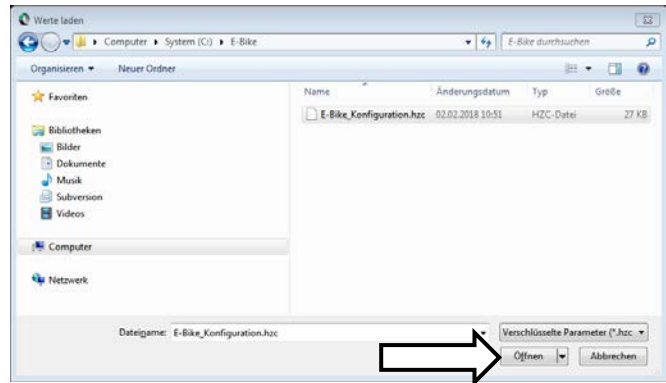 Werte laden
Computer System (C:) E-Bike
E-Bike durchsuchen
Organisieren Neuer Ordner
Name Änderungsdatum Typ Größe
Favoriten
E-Bike_Konfiguration.hzc 02.02.2018 10:51 HZC-Datei 27 KB
Bibliotheken
Bilder
Dokumente
Musik
Subversion
Videos
Computer
Netzwerk
Dateiname: E-Bike_Konfiguration.hzc
Verschlüsselte Parameter (*.hzc
Öffnen Abbrechen